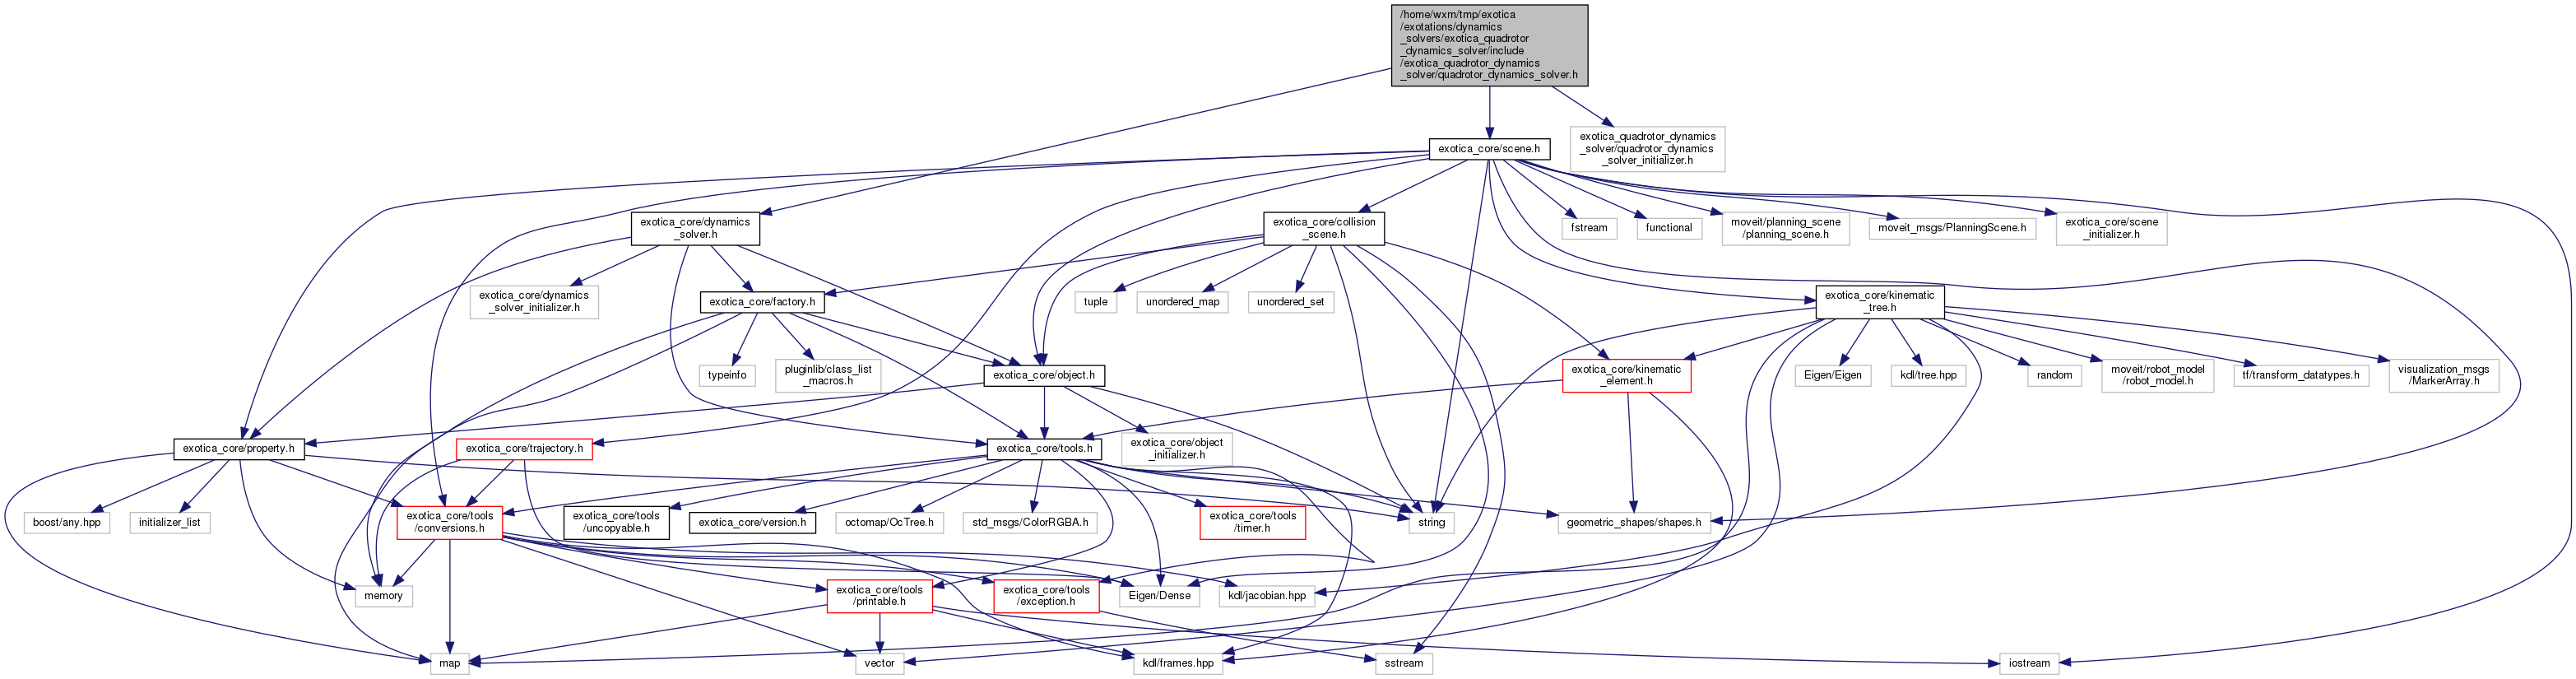 /home/wxm/tmp/exotica
/exotations/dynamics
_solvers/exotica_quadrotor
_dynamics_solver/include
/exotica_quadrotor_dynamics
_solver/quadrotor_dynamics_solver.h
exotica_core/scene.h
exotica_quadrotor_dynamics
_solver/quadrotor_dynamics
_solver_initializer.h
exotica_core/dynamics
_solver.h
exotica_core/collision
_scene.h
fstream
functional
moveit/planning_scene
/planning_scene.h
moveit_msgs/PlanningScene.h
exotica_core/scene
_initializer.h
exotica_core/dynamics
_solver_initializer.h
exotica_core/factory.h
tuple
unordered_map
unordered_set
exotica_core/kinematic
_tree.h
typeinfo
pluginlib/class_list
_macros.h
exotica_core/object.h
exotica_core/kinematic
_element.h
Eigen/Eigen
kdl/tree.hpp
random
moveit/robot_model
/robot_model.h
tf/transform_datatypes.h
visualization_msgs
/MarkerArray.h
exotica_core/property.h
exotica_core/trajectory.h
exotica_core/tools.h
exotica_core/object
_initializer.h
boost/any.hpp
initializer_list
exotica_core/tools
/conversions.h
exotica_core/tools
/uncopyable.h
exotica_core/version.h
octomap/OcTree.h
std_msgs/ColorRGBA.h
exotica_core/tools
/timer.h
string
geometric_shapes/shapes.h
memory
exotica_core/tools
/printable.h
exotica_core/tools
/exception.h
Eigen/Dense
kdl/jacobian.hpp
map
vector
kdl/frames.hpp
sstream
iostream